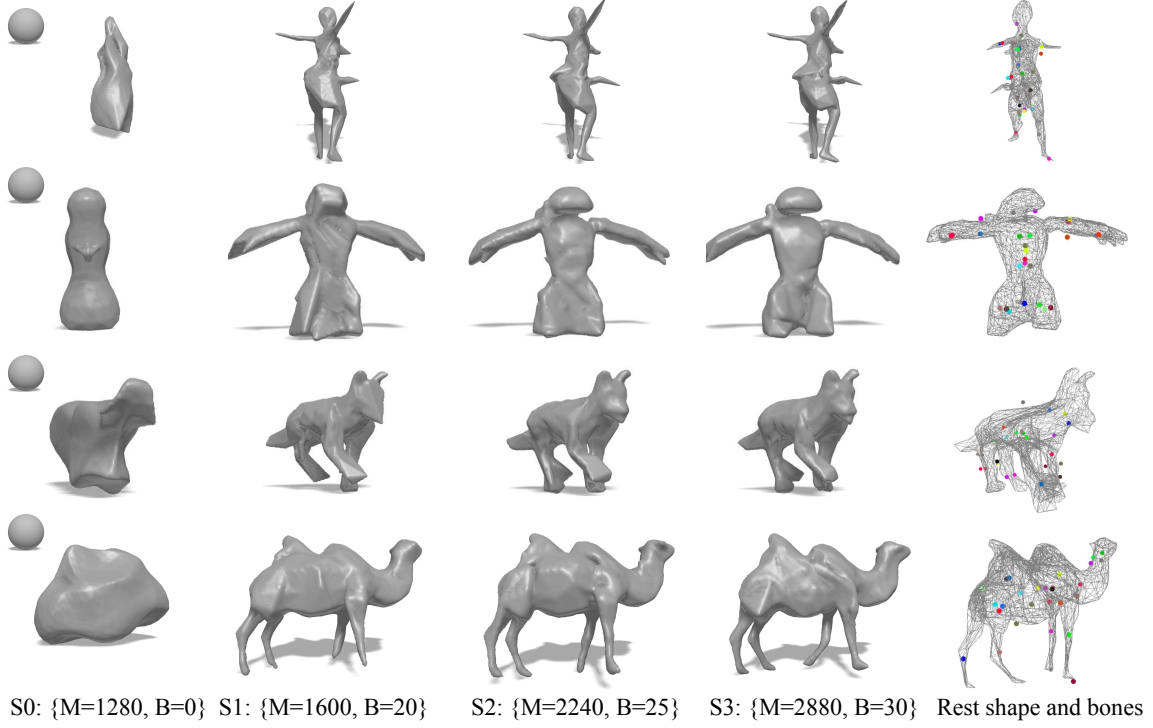 S0: {M=1280, B=0} S1: {M=1600, B=20} S2: {M=2240, B=25} S3: {M=2880, B=30} Rest shape and bones